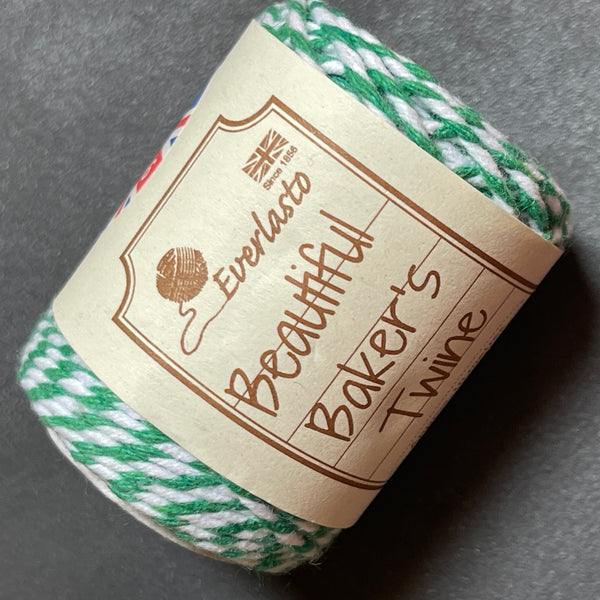 Since 1856
Everlasto
Beautiful
Baker's
Twine